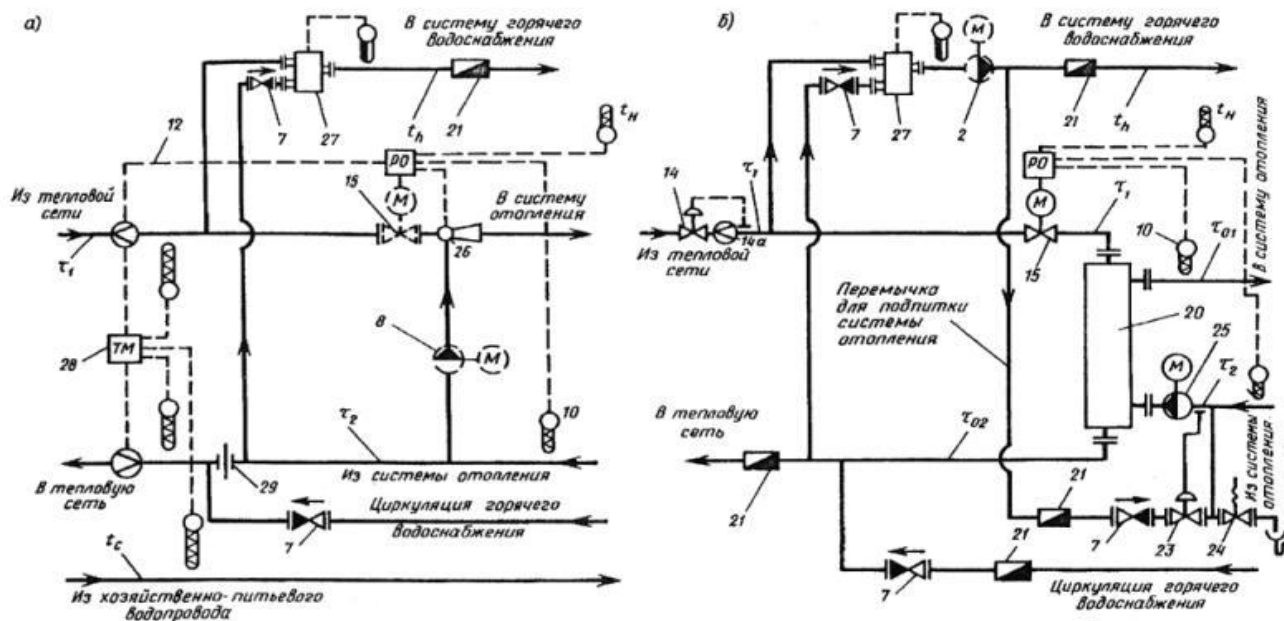 а)
В систему горячего
водоснабжения
7
27
t_h
21
t_н
12
РО
15
М
Из тепловой
сети
τ_1
В систему
отопления
26
8
М
28
ТМ
10
τ_2
Из системы отопления
В тепловую
сеть
29
Циркуляция горячего
водоснабжения
7
t_c
Из хозяйственно-питьевого
водопровода
б)
(М)
В систему горячего
водоснабжения
7
27
2
21
t_h
t_н
14
τ_1
РО
М
14а
Из тепловой
сети
15
τ_1
10
τ_01
В систему отопления
Перемычка
для подпитки
системы
отопления
20
25
М
τ_2
В тепловую
сеть
τ_02
Из системы
отопления
21
21
7
23
24
21
7
Циркуляция горячего
водоснабжения